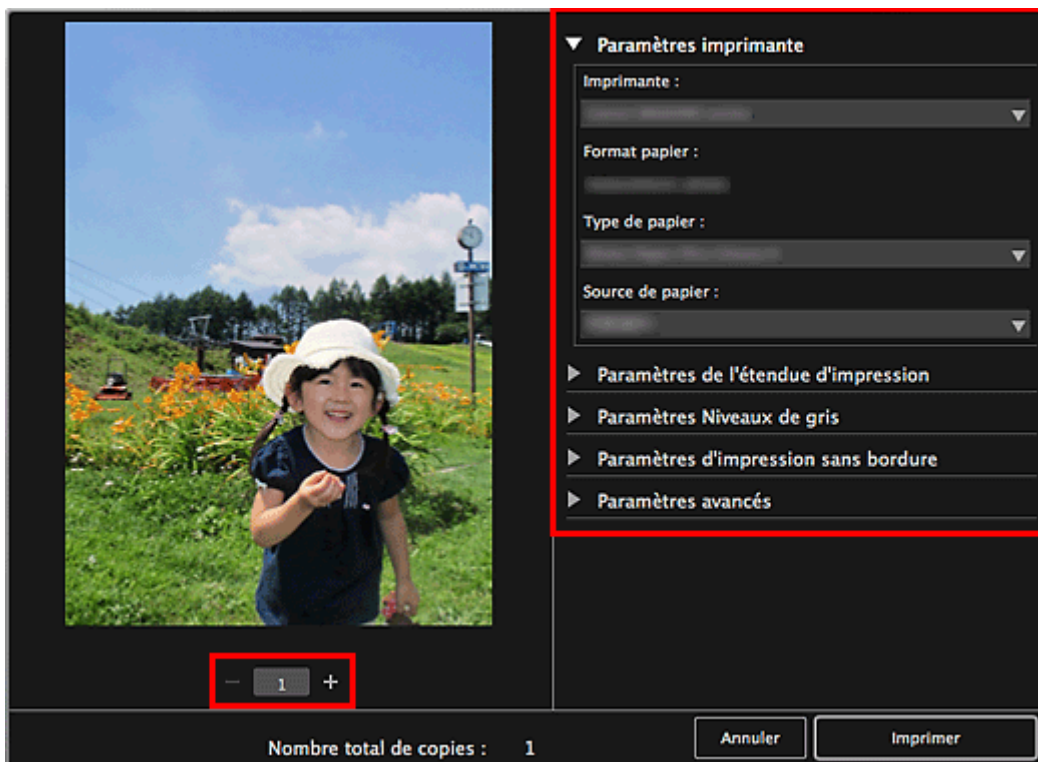 Paramètres imprimante
Imprimante :
Format papier :
Type de papier :
Source de papier :
Paramètres de l'étendue d'impression
Paramètres Niveaux de gris
Paramètres d'impression sans bordure
Paramètres avancés
1
Nombre total de copies : 1
Annuler
Imprimer